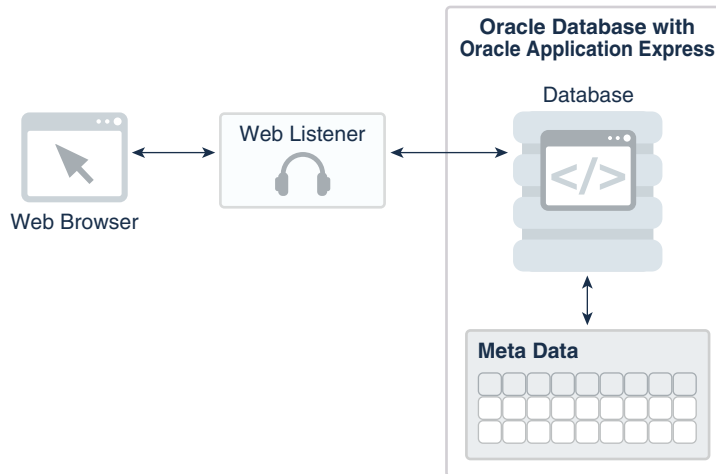 Oracle Database with
Oracle Application Express
Database
Web Listener
</>
Web Browser
Meta Data